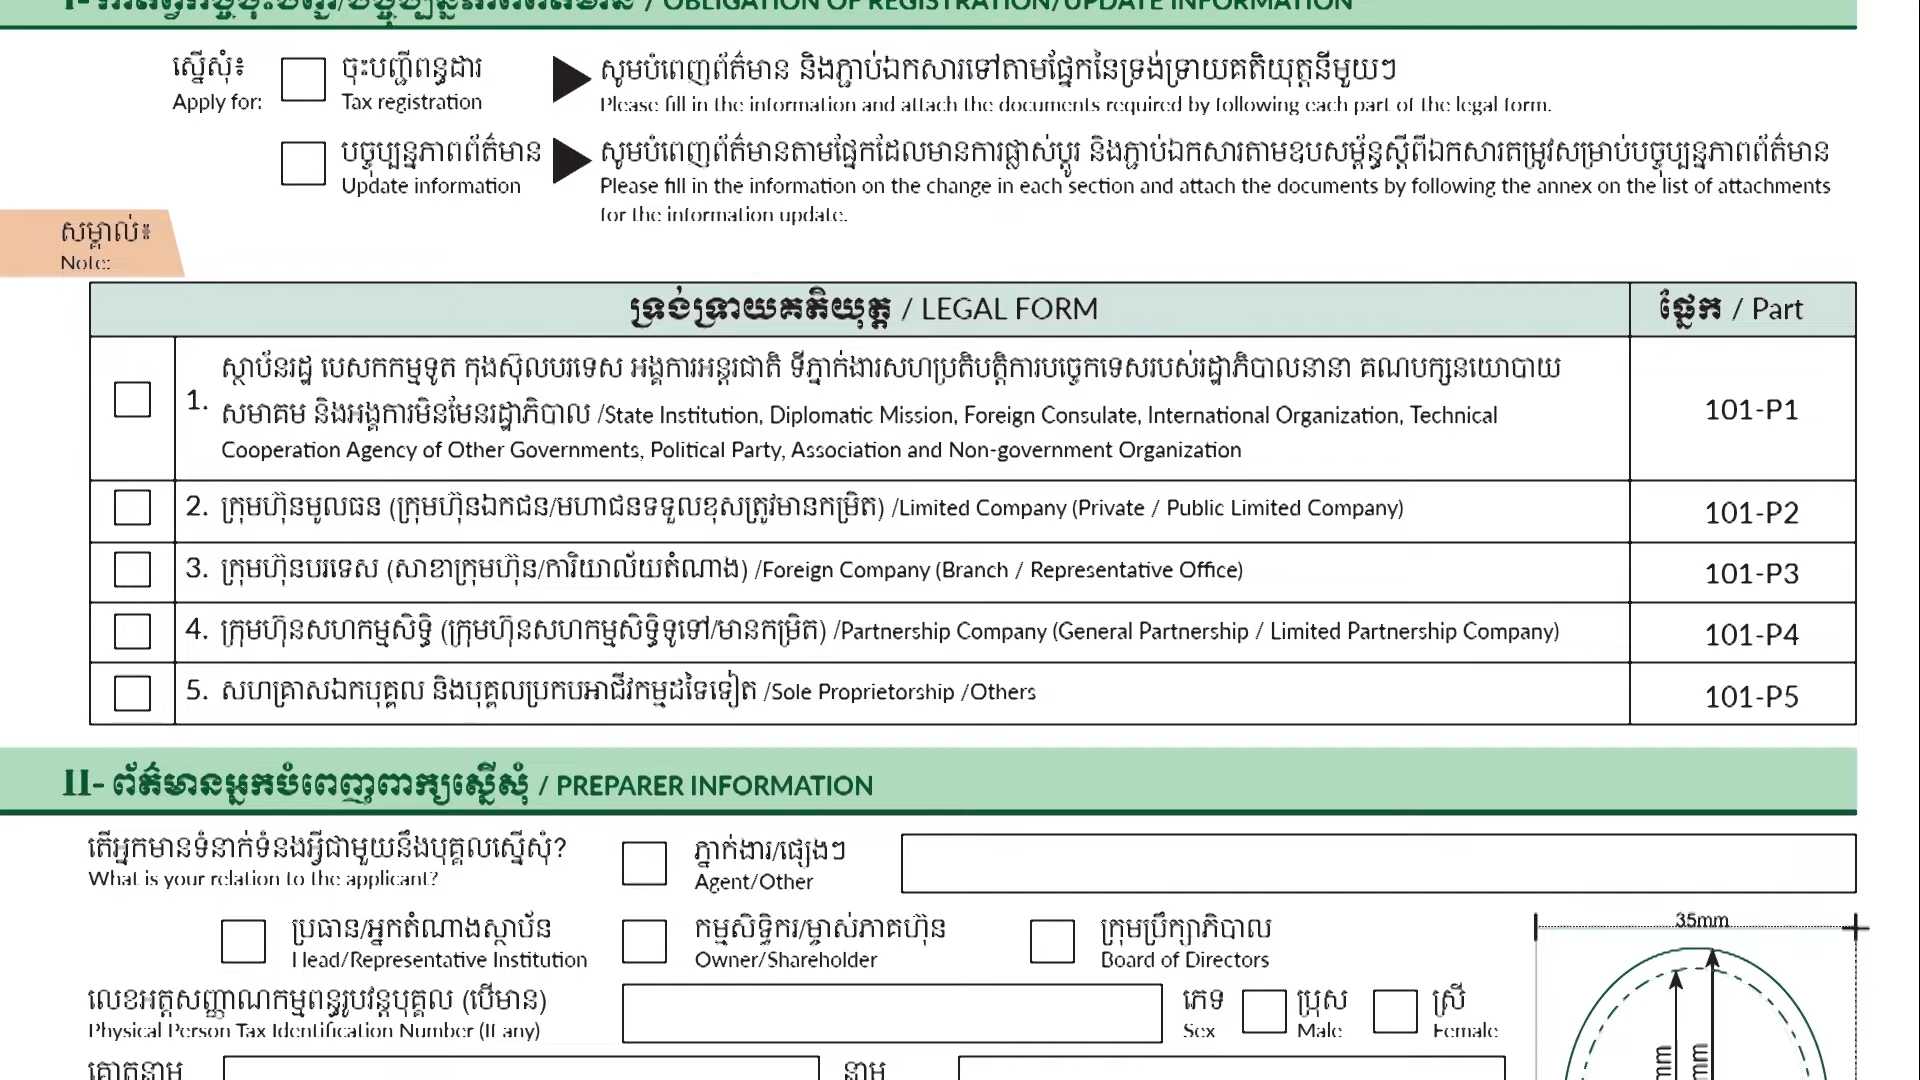 / OBLIGATION OF REGISTRATION/UPDATE INFORMATION
ស្នើសុំ៖ ចុះបញ្ជីពន្ធដារ សូមបំពេញព័ត៌មាន និងភ្ជាប់ឯកសារទៅតាមផ្នែកនៃទ្រង់ទ្រាយគតិយុត្តនីមួយៗ
Apply for: Tax registration Please fill in the information and attach the documents required by following each part of the legal form.
បច្ចុប្បន្នភាពព័ត៌មាន សូមបំពេញព័ត៌មានតាមផ្នែកដែលមានការផ្លាស់ប្តូរ និងភ្ជាប់ឯកសារតាមឧបសម្ព័ន្ធស្តីពីឯកសារតម្រូវសម្រាប់បច្ចុប្បន្នភាពព័ត៌មាន
Update information Please fill in the information on the change in each section and attach the documents by following the annex on the list of attachments
for the information update.
សម្គាល់៖
Note:
ទ្រង់ទ្រាយគតិយុត្ត / LEGAL FORM ផ្នែក / Part
ស្ថាប័នរដ្ឋ បេសកកម្មទូត កុងស៊ុលបរទេស អង្គការអន្តរជាតិ ទីភ្នាក់ងារសហប្រតិបត្តិការបច្ចេកទេសរបស់រដ្ឋាភិបាលនានា គណបក្សនយោបាយ
1. សមាគម និងអង្គការមិនមែនរដ្ឋាភិបាល /State Institution, Diplomatic Mission, Foreign Consulate, International Organization, Technical 101-P1
Cooperation Agency of Other Governments, Political Party, Association and Non-government Organization
2. ក្រុមហ៊ុនមូលធន (ក្រុមហ៊ុនឯកជន/មហាជនទទួលខុសត្រូវមានកម្រិត) /Limited Company (Private / Public Limited Company) 101-P2
3. ក្រុមហ៊ុនបរទេស (សាខាក្រុមហ៊ុន/ការិយាល័យតំណាង) /Foreign Company (Branch / Representative Office) 101-P3
4. ក្រុមហ៊ុនសហកម្មសិទ្ធិ (ក្រុមហ៊ុនសហកម្មសិទ្ធិទូទៅ/មានកម្រិត) /Partnership Company (General Partnership / Limited Partnership Company) 101-P4
5. សហគ្រាសឯកបុគ្គល និងបុគ្គលប្រកបអាជីវកម្មដទៃទៀត /Sole Proprietorship /Others 101-P5
II- ព័ត៌មានអ្នកបំពេញពាក្យស្នើសុំ / PREPARER INFORMATION
តើអ្នកមានទំនាក់ទំនងអ្វីជាមួយនឹងបុគ្គលស្នើសុំ? ភ្នាក់ងារ/ផ្សេងៗ
What is your relation to the applicant? Agent/Other
ប្រធាន/អ្នកតំណាងស្ថាប័ន កម្មសិទ្ធិករ/ម្ចាស់ភាគហ៊ុន ក្រុមប្រឹក្សាភិបាល 35mm
Head/Representative Institution Owner/Shareholder Board of Directors
លេខអត្តសញ្ញាណកម្មពន្ធរូបវន្តបុគ្គល (បើមាន) ភេទ ប្រុស ស្រី
Physical Person Tax Identification Number (If any) Sex Male Female
គោត្តនាម នាម mm mm